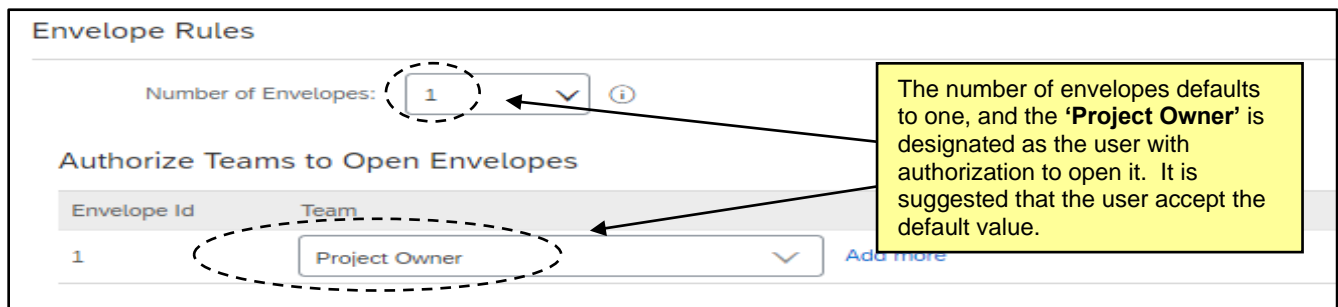 Envelope Rules
Number of Envelopes: 1
Authorize Teams to Open Envelopes
Envelope Id Team
1 Project Owner Add more
The number of envelopes defaults
to one, and the ‘Project Owner’ is
designated as the user with
authorization to open it. It is
suggested that the user accept the
default value.